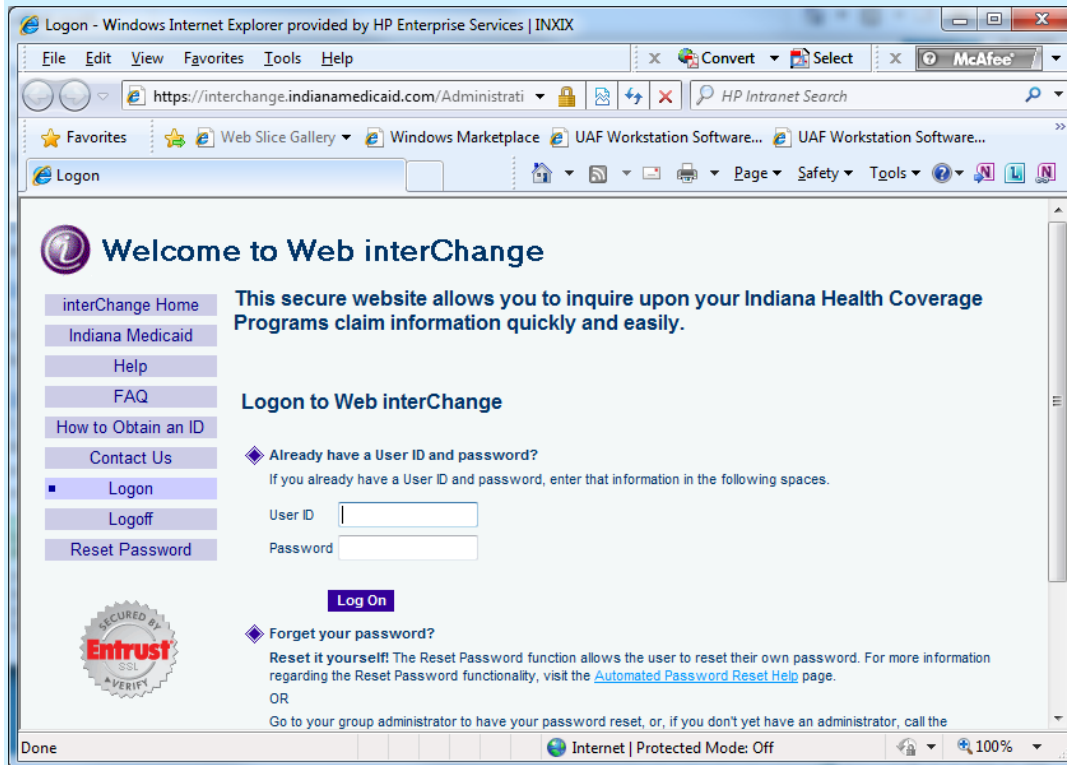 Logon - Windows Internet Explorer provided by HP Enterprise Services | INXIX
File Edit View Favorites Tools Help
x Convert Select x McAfee
https://interchange.indianamedicaid.com/Administrati
HP Intranet Search
Favorites Web Slice Gallery Windows Marketplace UAF Workstation Software... UAF Workstation Software... »
Logon
Page Safety Tools
Welcome to Web interChange
interChange Home
Indiana Medicaid
Help
FAQ
How to Obtain an ID
Contact Us
Logon
Logoff
Reset Password
SECURED BY
Entrust
SSL
VERIFY
This secure website allows you to inquire upon your Indiana Health Coverage
Programs claim information quickly and easily.
Logon to Web interChange
Already have a User ID and password?
If you already have a User ID and password, enter that information in the following spaces.
User ID
Password
Log On
Forget your password?
Reset it yourself! The Reset Password function allows the user to reset their own password. For more information
regarding the Reset Password functionality, visit the Automated Password Reset Help page.
OR
Go to your group administrator to have your password reset, or, if you don't yet have an administrator, call the
Done
Internet | Protected Mode: Off
100%